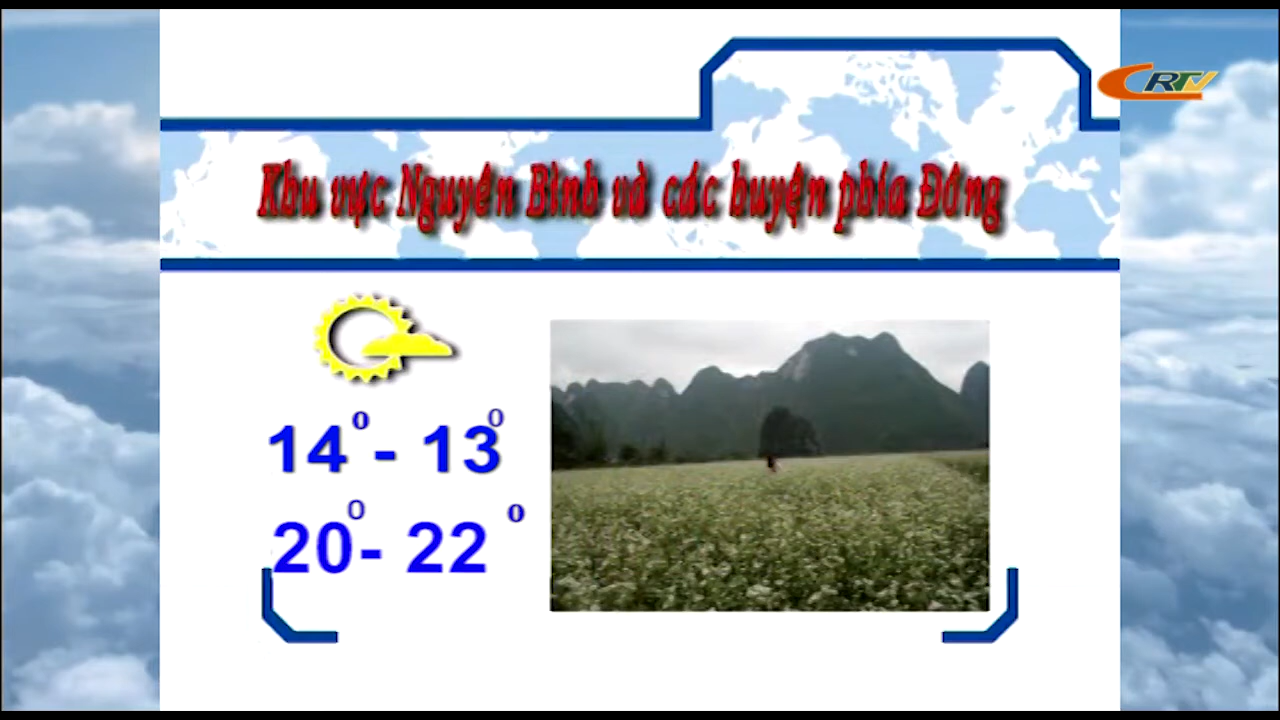 CRTV
Khu vực Nguyên Bình và các huyện phía Đông
14° - 13°
20° - 22°